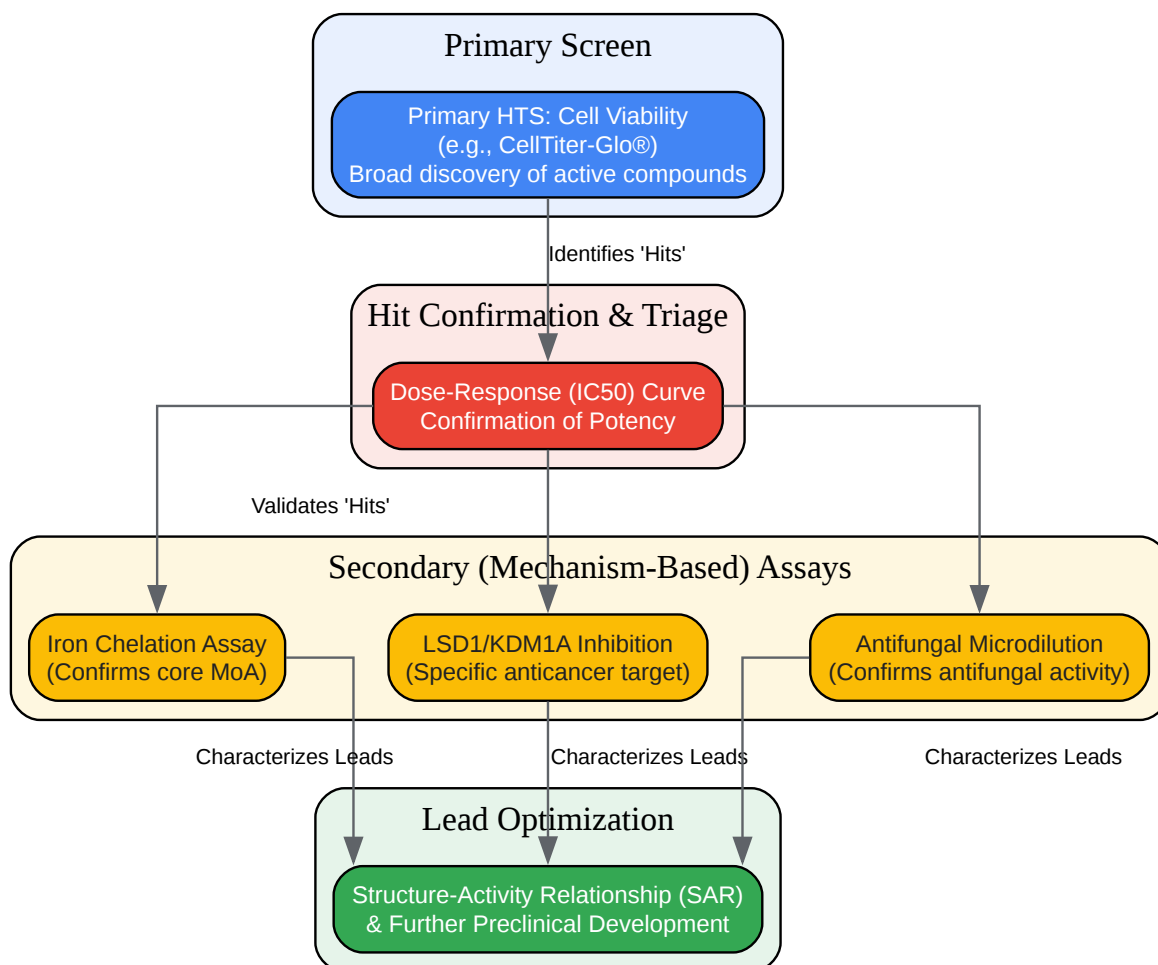 Primary Screen
Primary HTS: Cell Viability
(e.g., CellTiter-Glo®)
Broad discovery of active compounds
Identifies 'Hits'
Hit Confirmation & Triage
Dose-Response (IC50) Curve
Confirmation of Potency
Validates 'Hits'
Secondary (Mechanism-Based) Assays
Iron Chelation Assay
(Confirms core MoA)
LSD1/KDM1A Inhibition
(Specific anticancer target)
Antifungal Microdilution
(Confirms antifungal activity)
Characterizes Leads
Characterizes Leads
Characterizes Leads
Lead Optimization
Structure-Activity Relationship (SAR)
& Further Preclinical Development